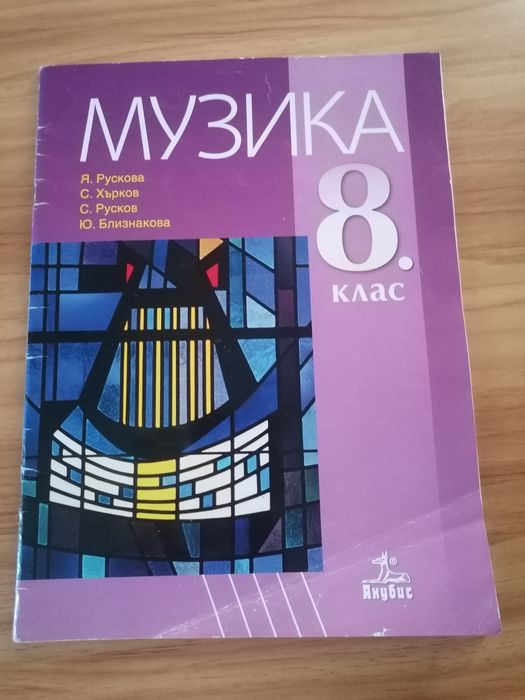 МУЗИКА
Я. Рускова
С. Хърков
С. Русков
Ю. Близнакова
8.
клас
®
Анубис